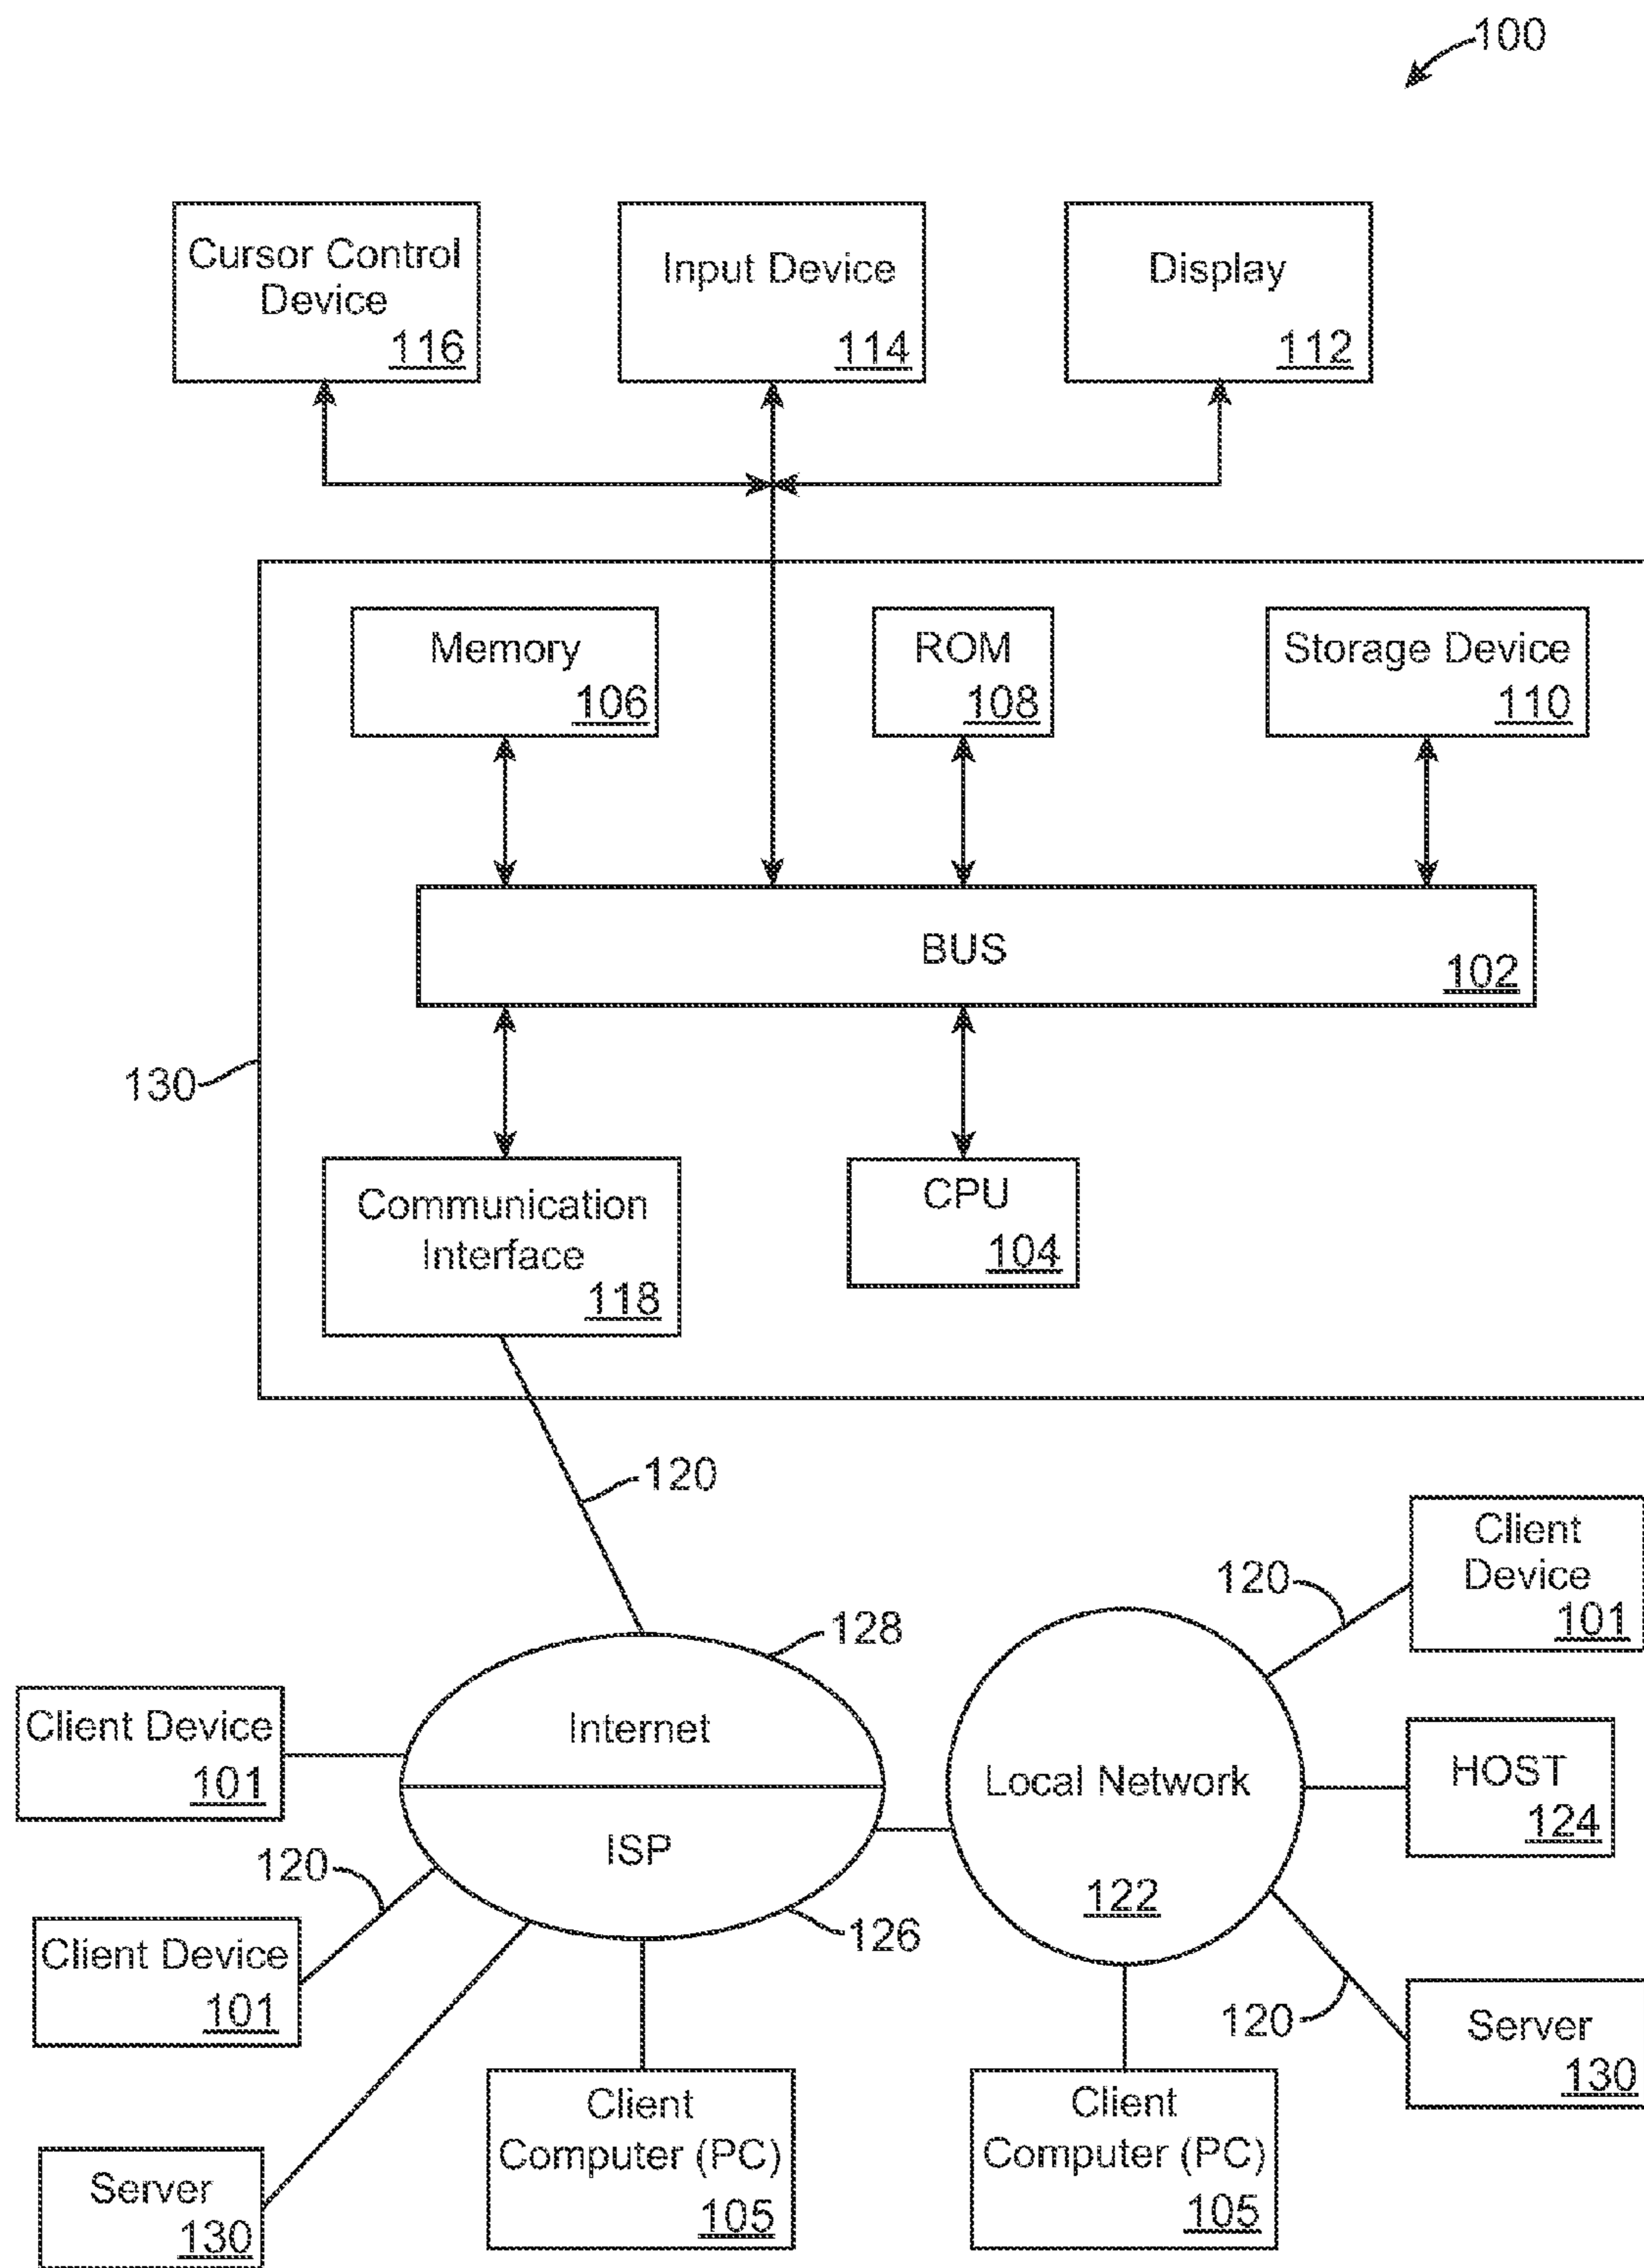 100
Cursor Control
Device
116
Input Device
114
Display
112
Memory
106
ROM
108
Storage Device
110
BUS
102
130
Communication
Interface
118
CPU
104
120
Client
Device
101
120
128
Internet
Client Device
101
Local Network
122
HOST
124
ISP
120
126
Client Device
101
120
Server
130
Client
Computer (PC)
105
Client
Computer (PC)
105
Server
130